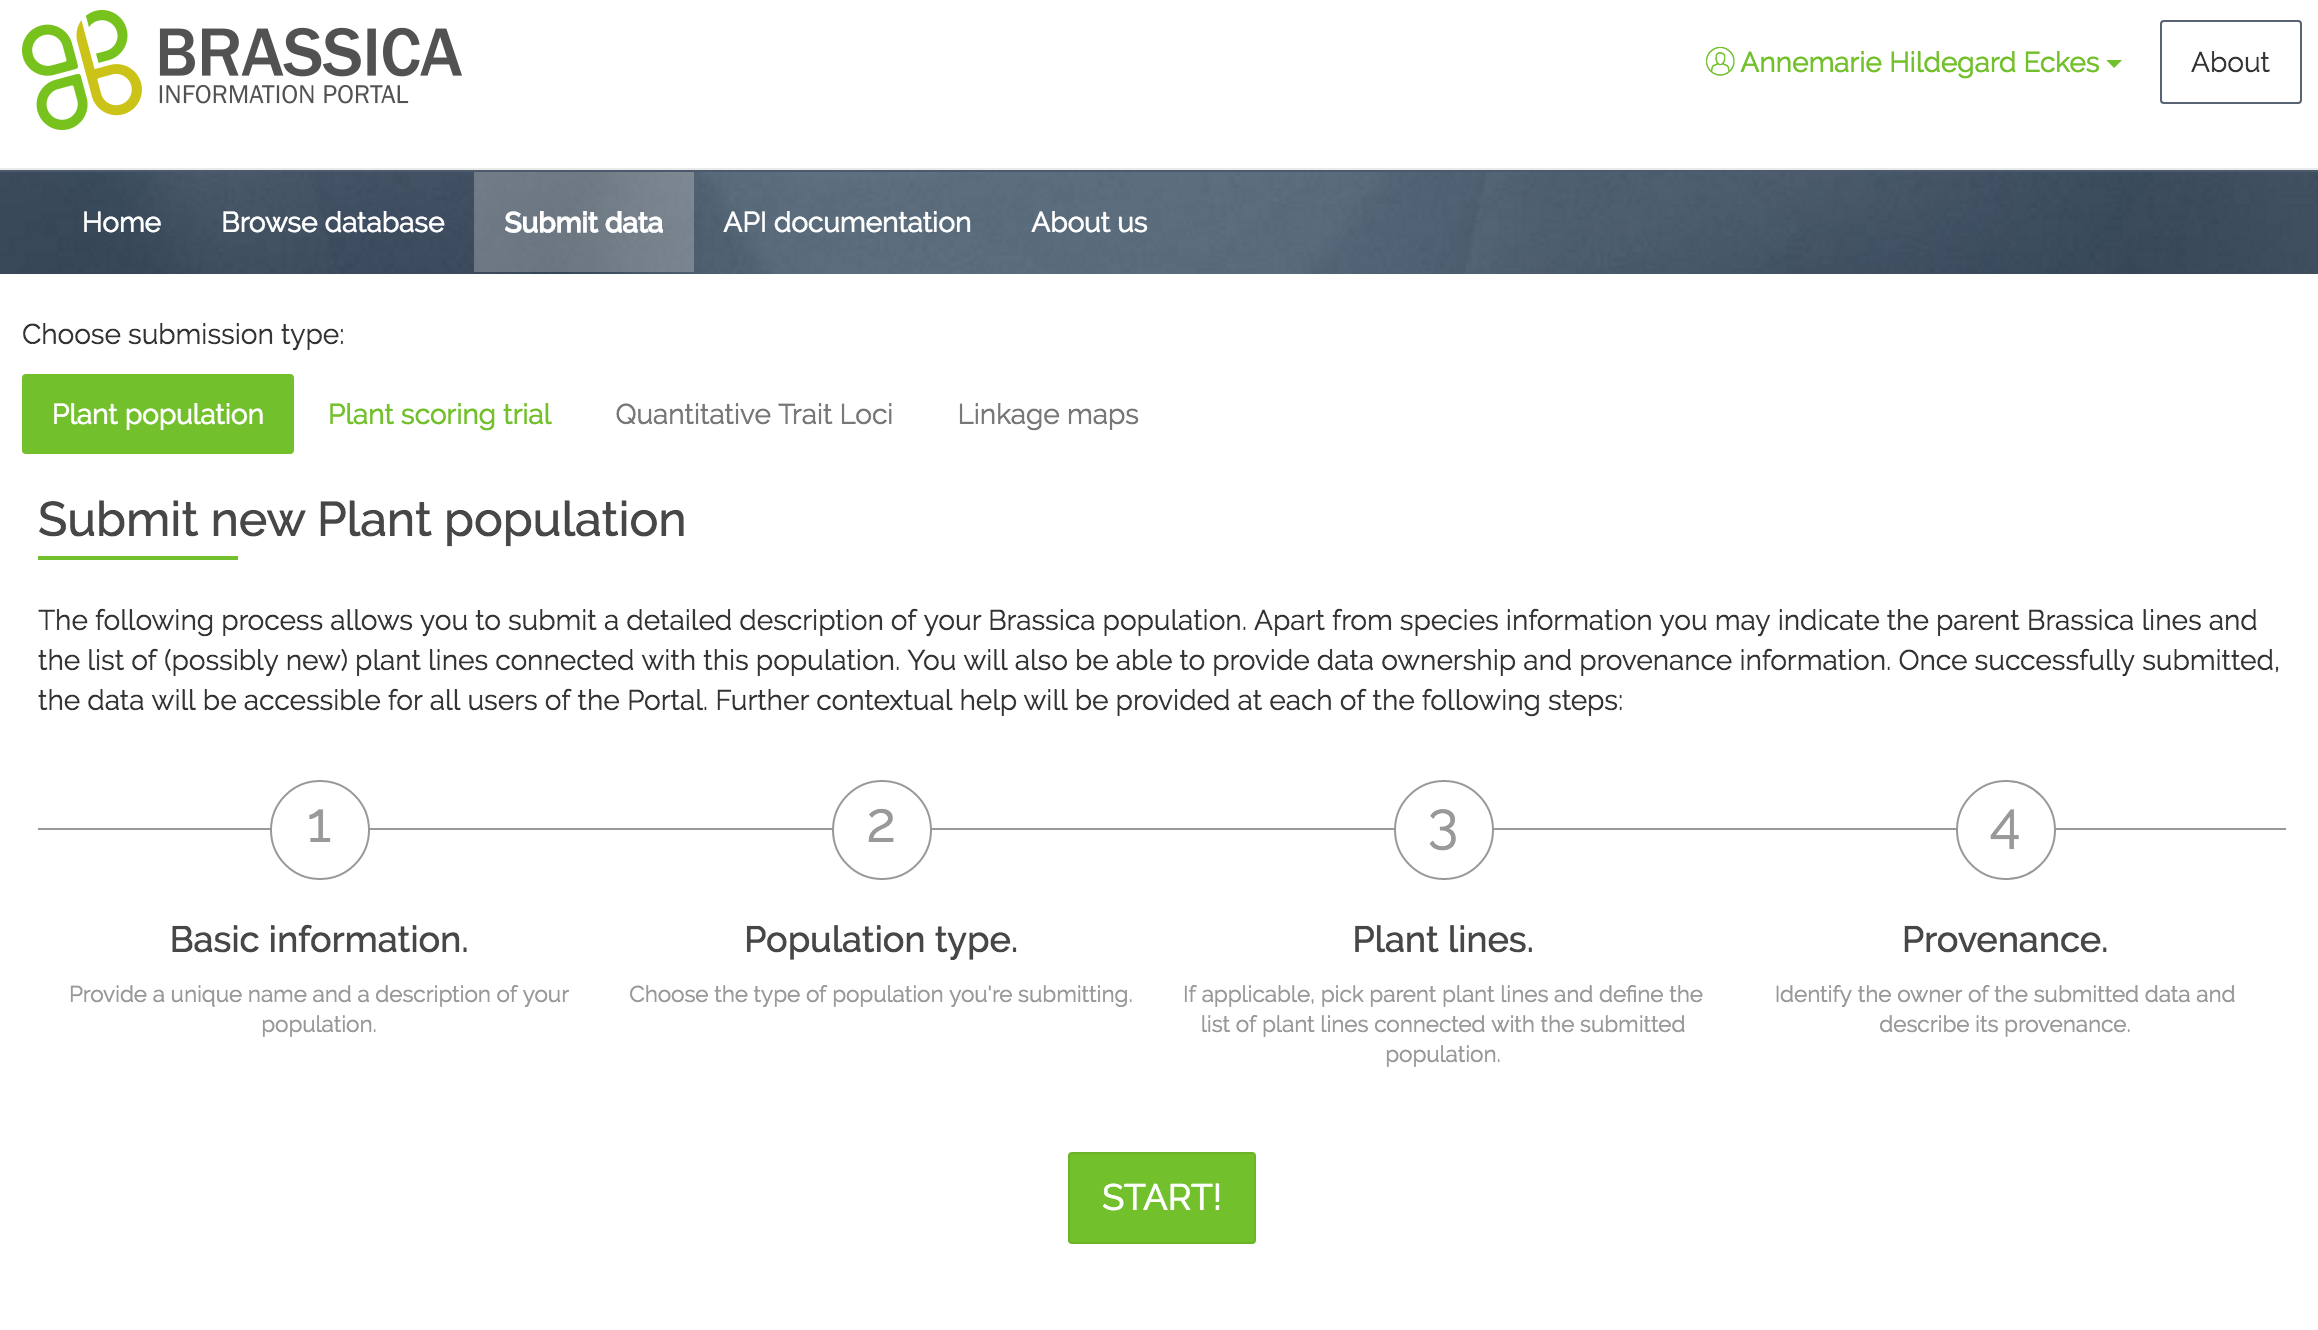 BRASSICA
INFORMATION PORTAL
Annemarie Hildegard Eckes
About
Home
Browse database
Submit data
API documentation
About us
Choose submission type:
Plant population
Plant scoring trial
Quantitative Trait Loci
Linkage maps
Submit new Plant population
The following process allows you to submit a detailed description of your Brassica population. Apart from species information you may indicate the parent Brassica lines and
the list of (possibly new) plant lines connected with this population. You will also be able to provide data ownership and provenance information. Once successfully submitted,
the data will be accessible for all users of the Portal. Further contextual help will be provided at each of the following steps:
1
Basic information.
Provide a unique name and a description of your
population.
2
Population type.
Choose the type of population you're submitting.
3
Plant lines.
If applicable, pick parent plant lines and define the
list of plant lines connected with the submitted
population.
4
Provenance.
Identify the owner of the submitted data and
describe its provenance.
START!